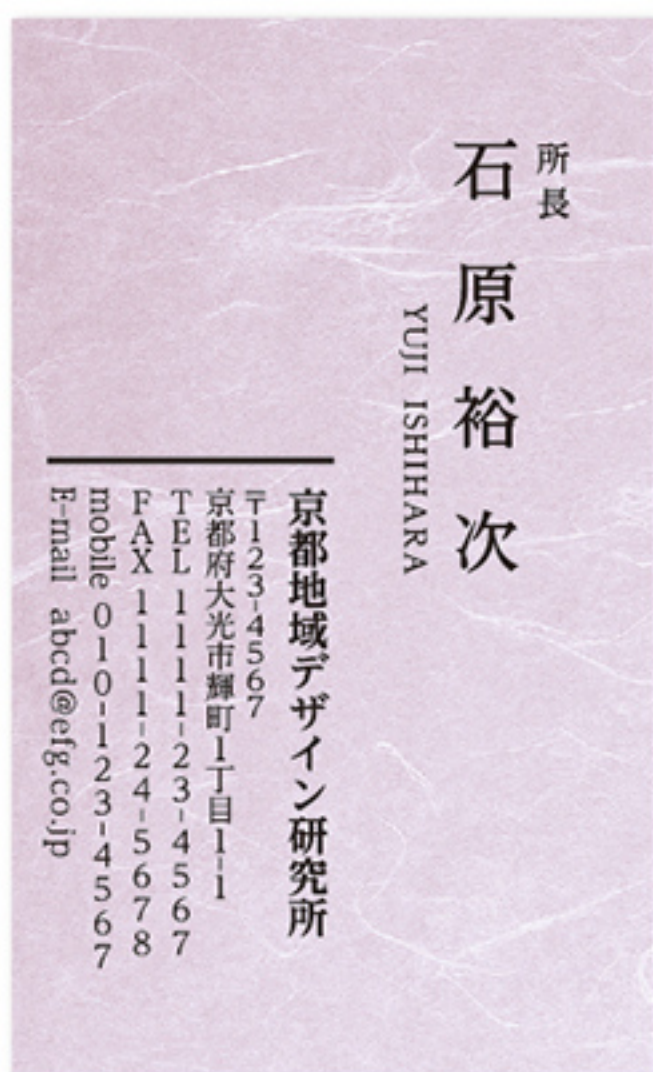 所長
石原裕次
YUJI ISHIHARA
京都地域デザイン研究所
〒123-4567
京都府大光市輝町1丁目1-1
TEL 1111-23-4567
FAX 1111-24-5678
mobile 010-123-4567
E-mail abcd@efg.co.jp